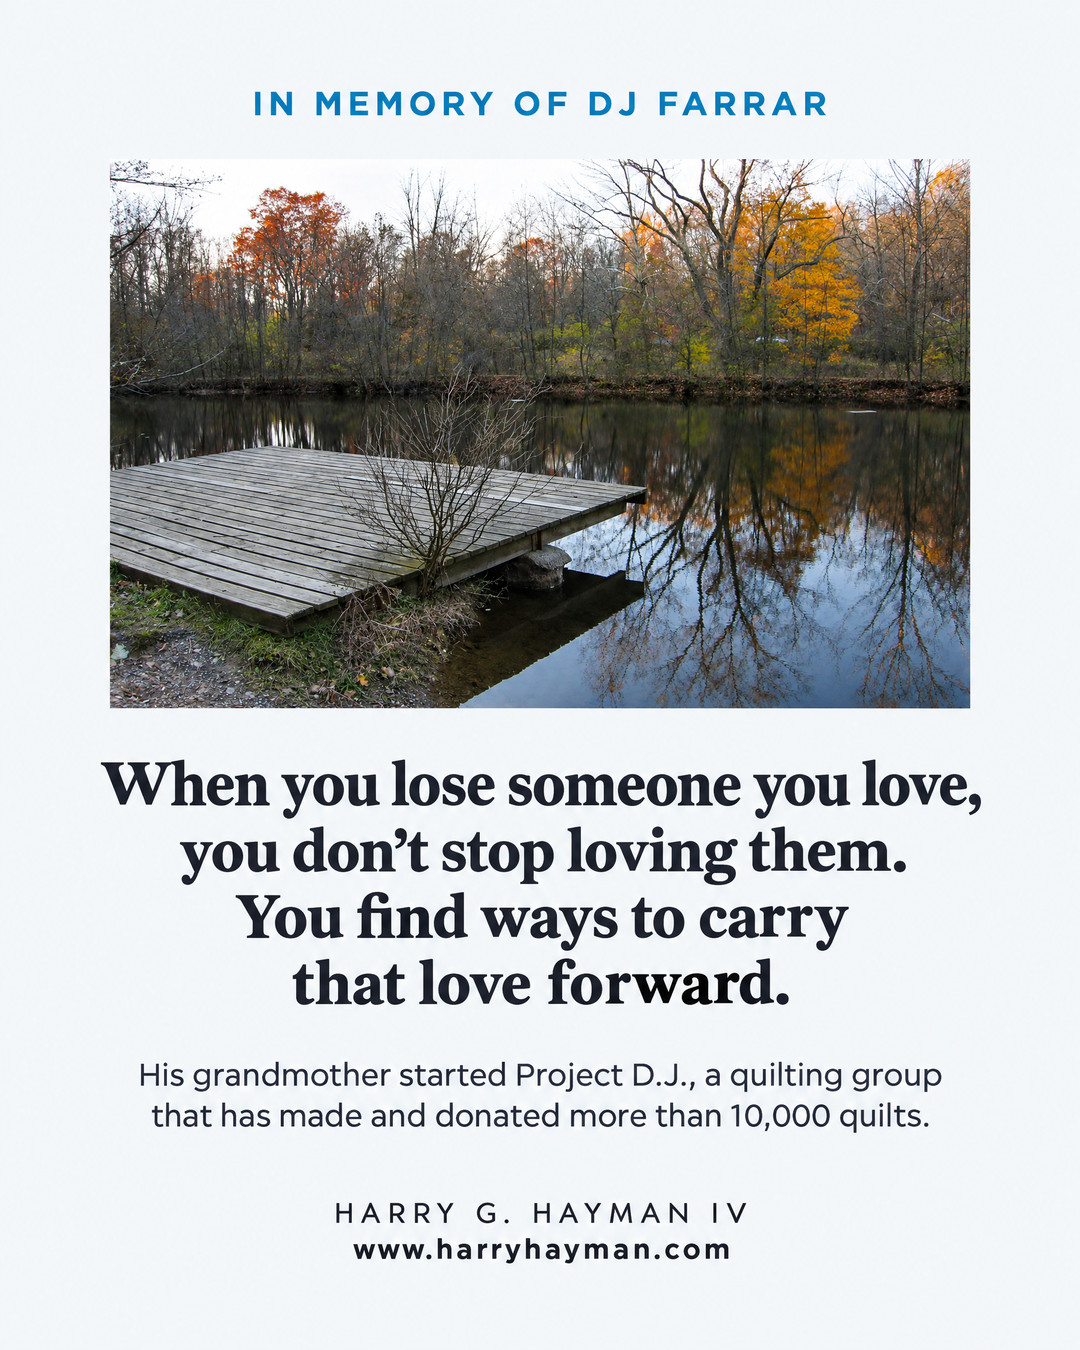 IN MEMORY OF DJ FARRAR
When you lose someone you love,
you don’t stop loving them.
You find ways to carry
that love forward.
His grandmother started Project D.J., a quilting group
that has made and donated more than 10,000 quilts.
HARRY G. HAYMAN IV
www.harryhayman.com